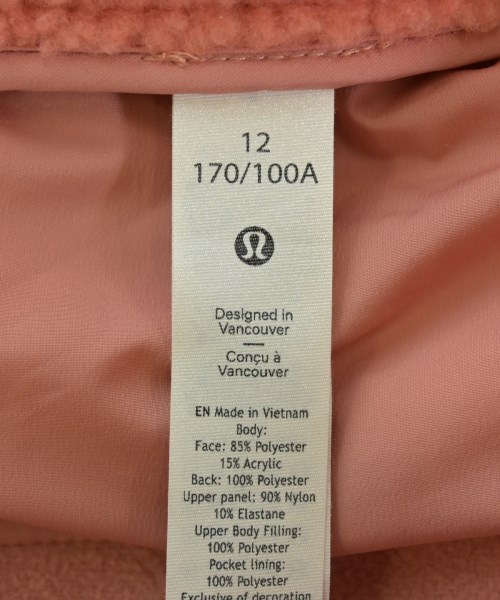 12
170/100A
Designed in
Vancouver
Conçu à
Vancouver
EN Made in Vietnam
Body:
Face: 85% Polyester
15% Acrylic
Back: 100% Polyester
Upper panel: 90% Nylon
10% Elastane
Upper Body Filling:
100% Polyester
Pocket lining:
100% Polyester
Exclusive of decoration